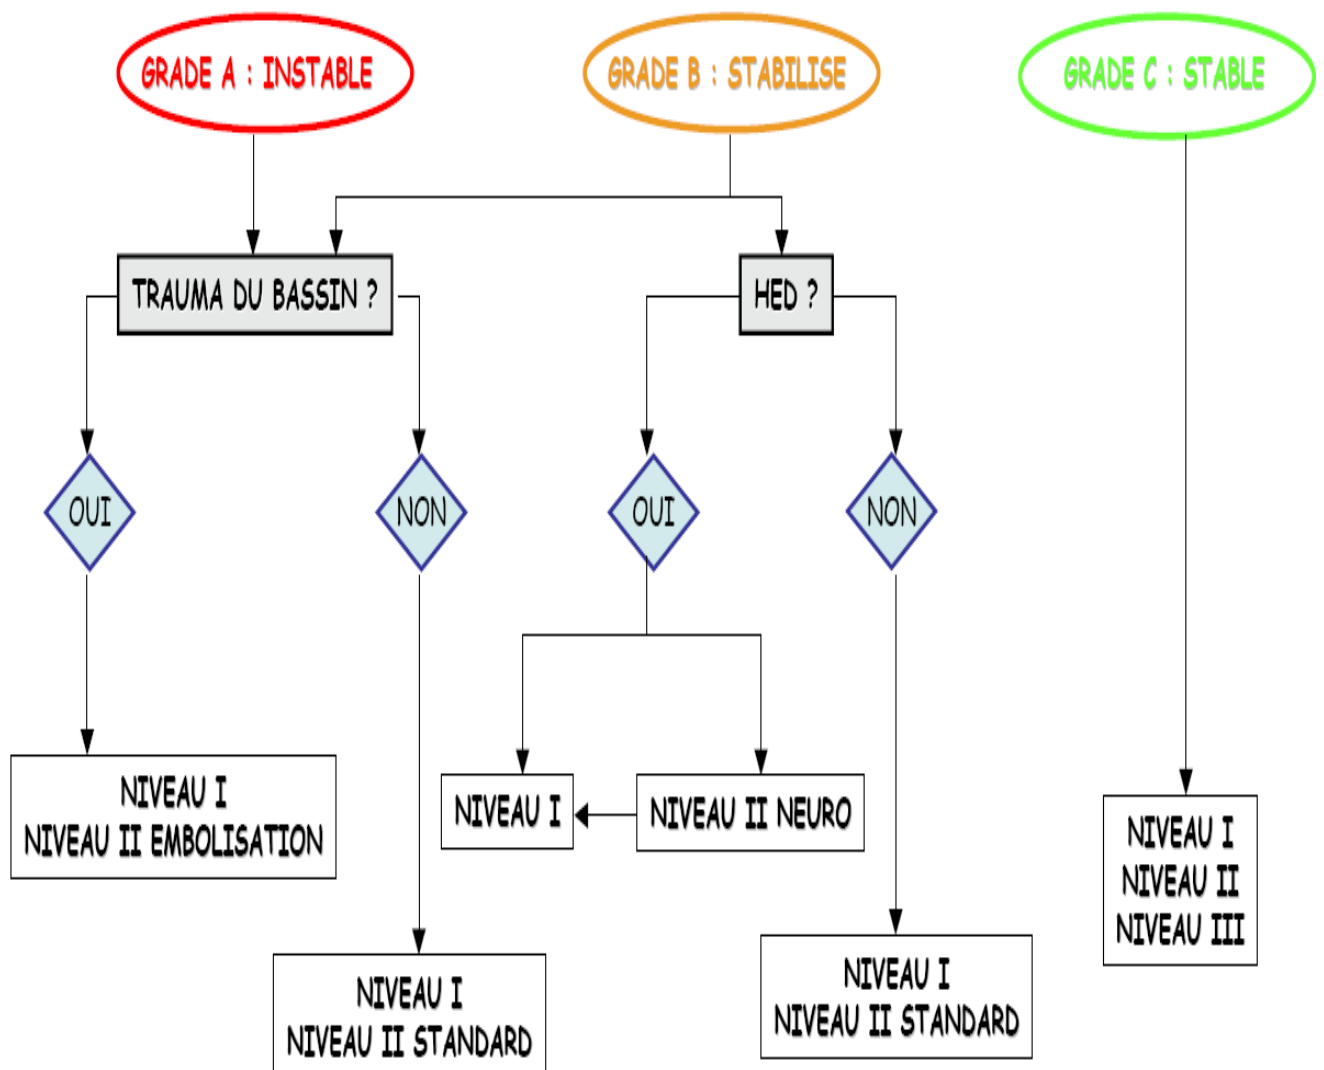 GRADE A : INSTABLE
GRADE B : STABILISE
GRADE C : STABLE
TRAUMA DU BASSIN ?
HED ?
OUI
NON
OUI
NON
NIVEAU I
NIVEAU II EMBOLISATION
NIVEAU I
NIVEAU II NEURO
NIVEAU I
NIVEAU II
NIVEAU III
NIVEAU I
NIVEAU II STANDARD
NIVEAU I
NIVEAU II STANDARD